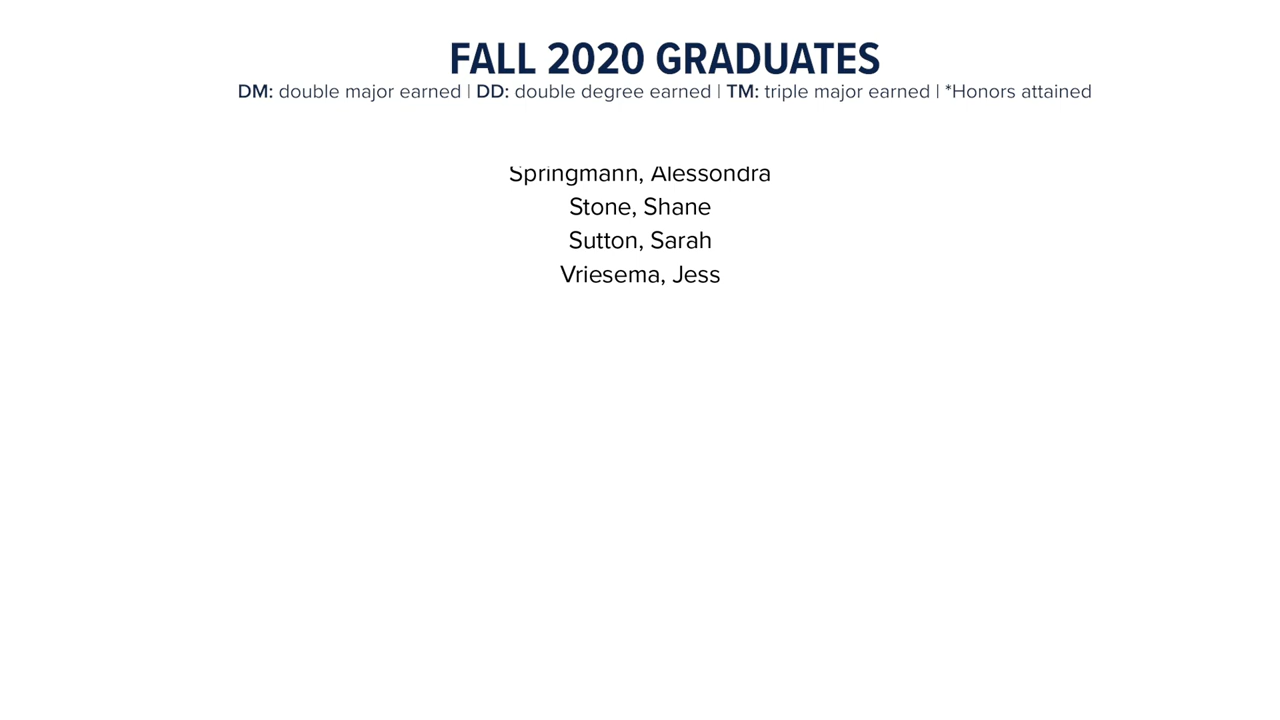 FALL 2020 GRADUATES
DM: double major earned | DD: double degree earned | TM: triple major earned | *Honors attained
Springmann, Alessondra
Stone, Shane
Sutton, Sarah
Vriesema, Jess